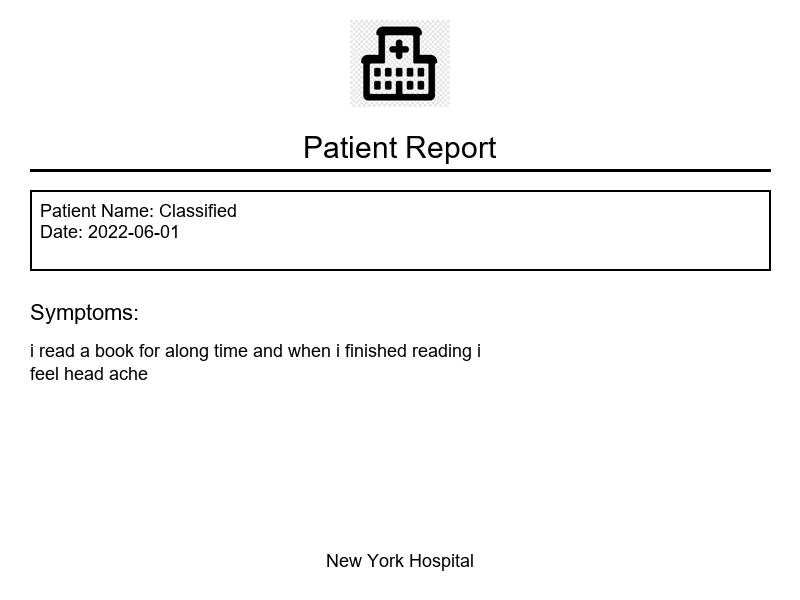 Patient Report
Patient Name: Classified
Date: 2022-06-01
Symptoms:
i read a book for along time and when i finished reading i
feel head ache
New York Hospital